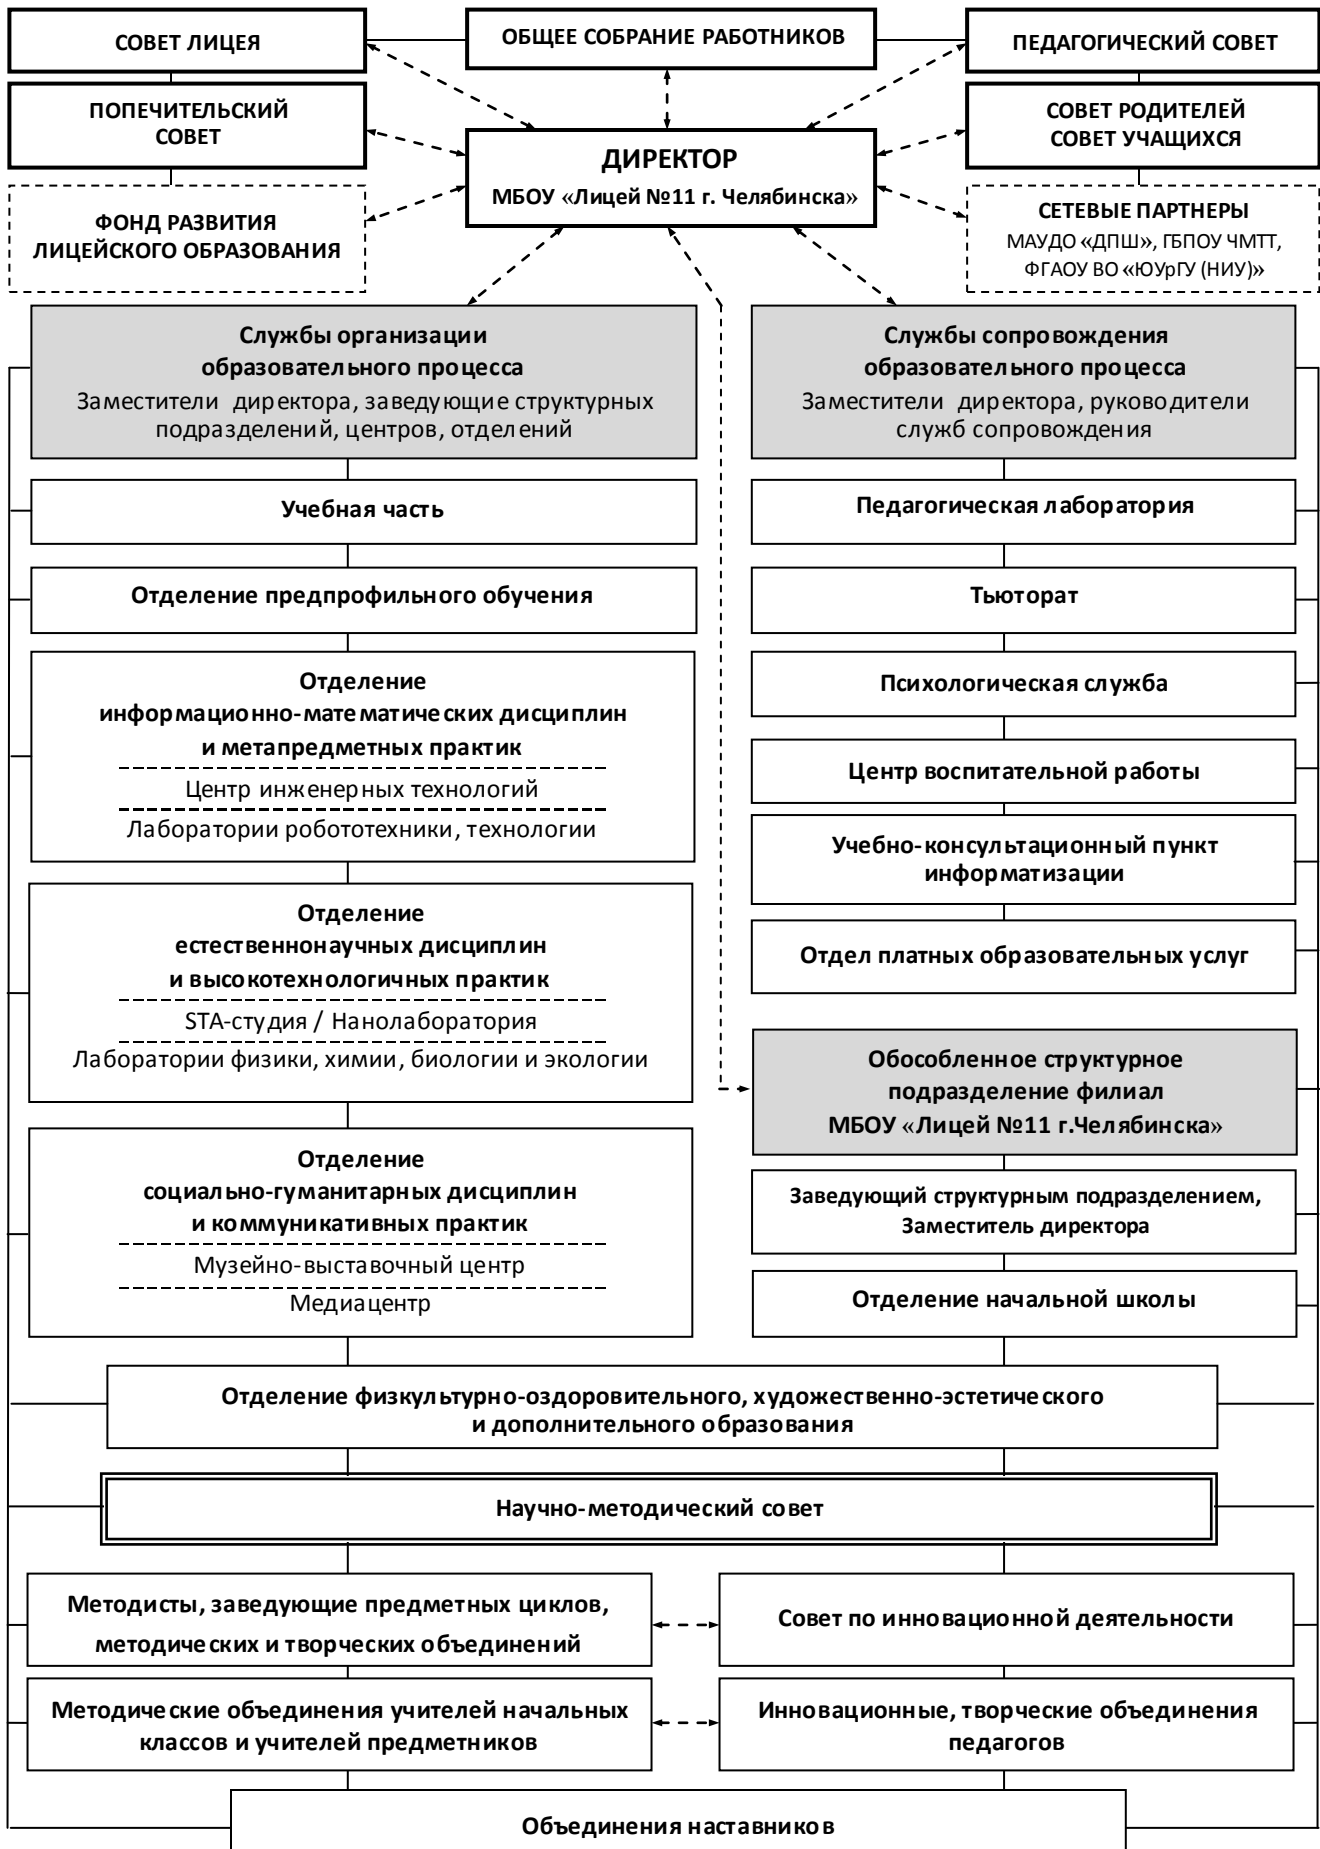 СОВЕТ ЛИЦЕЯ
ОБЩЕЕ СОБРАНИЕ РАБОТНИКОВ
ПЕДАГОГИЧЕСКИЙ СОВЕТ
ПОПЕЧИТЕЛЬСКИЙ
СОВЕТ
СОВЕТ РОДИТЕЛЕЙ
СОВЕТ УЧАЩИХСЯ
ДИРЕКТОР
МБОУ «Лицей №11 г. Челябинска»
ФОНД РАЗВИТИЯ
ЛИЦЕЙСКОГО ОБРАЗОВАНИЯ
СЕТЕВЫЕ ПАРТНЕРЫ
МАУДО «ДПШ», ГБПОУ ЧМТТ,
ФГАОУ ВО «ЮУрГУ (НИУ)»
Службы организации
образовательного процесса
Заместители директора, заведующие структурных
подразделений, центров, отделений
Учебная часть
Отделение предпрофильного обучения
Отделение
информационно-математических дисциплин
и метапредметных практик
Центр инженерных технологий
Лаборатории робототехники, технологии
Отделение
естественнонаучных дисциплин
и высокотехнологичных практик
STA-студия / Нанолаборатория
Лаборатории физики, химии, биологии и экологии
Отделение
социально-гуманитарных дисциплин
и коммуникативных практик
Музейно-выставочный центр
Медиацентр
Службы сопровождения
образовательного процесса
Заместители директора, руководители
служб сопровождения
Педагогическая лаборатория
Тьюторат
Психологическая служба
Центр воспитательной работы
Учебно-консультационный пункт
информатизации
Отдел платных образовательных услуг
Обособленное структурное
подразделение филиал
МБОУ «Лицей №11 г.Челябинска»
Заведующий структурным подразделением,
Заместитель директора
Отделение начальной школы
Отделение физкультурно-оздоровительного, художественно-эстетического
и дополнительного образования
Научно-методический совет
Методисты, заведующие предметных циклов,
методических и творческих объединений
Совет по инновационной деятельности
Методические объединения учителей начальных
классов и учителей предметников
Инновационные, творческие объединения
педагогов
Объединения наставников